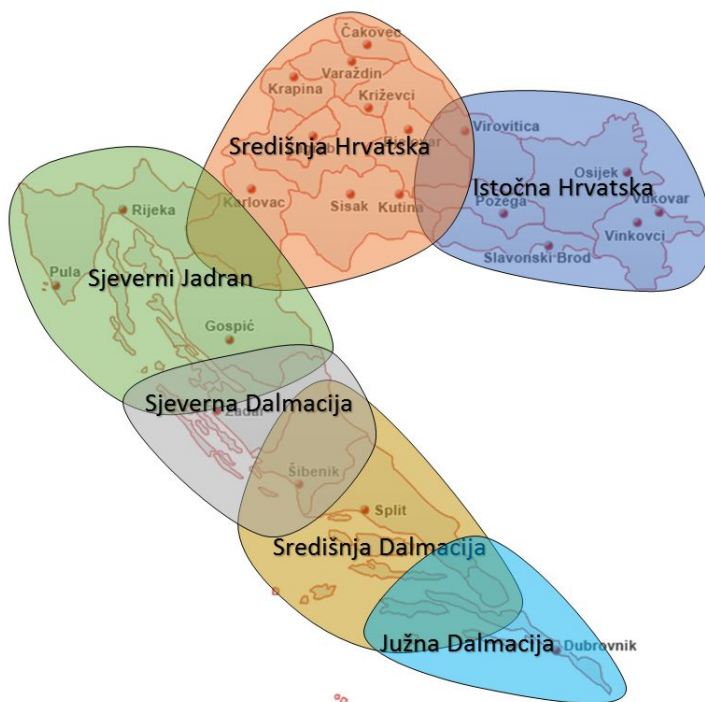 Čakovec
Varaždin
Krapina
Križevci
Virovitica
Središnja Hrvatska
Osijek
Istočna Hrvatska
Karlovac
Sisak
Kutina
Požega
Vukovar
Rijeka
Vinkovci
Slavonski Brod
Pula
Sjeverni Jadran
Gospić
Sjeverna Dalmacija
Zadar
Šibenik
Split
Središnja Dalmacija
Južna Dalmacija
Dubrovnik